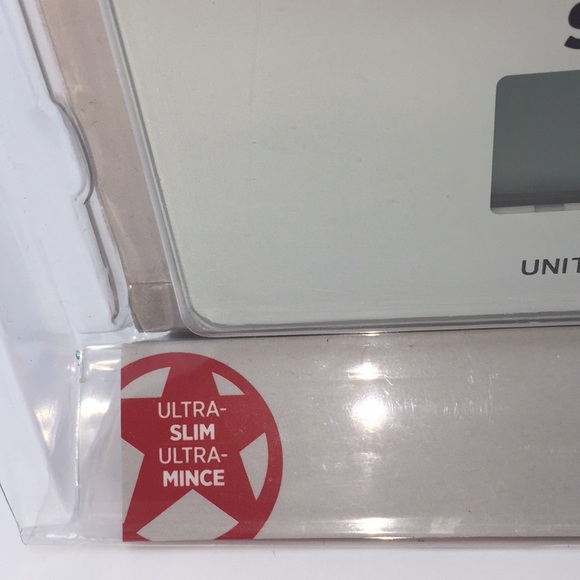 S
UNIT
ULTRA-
SLIM
ULTRA-
MINCE